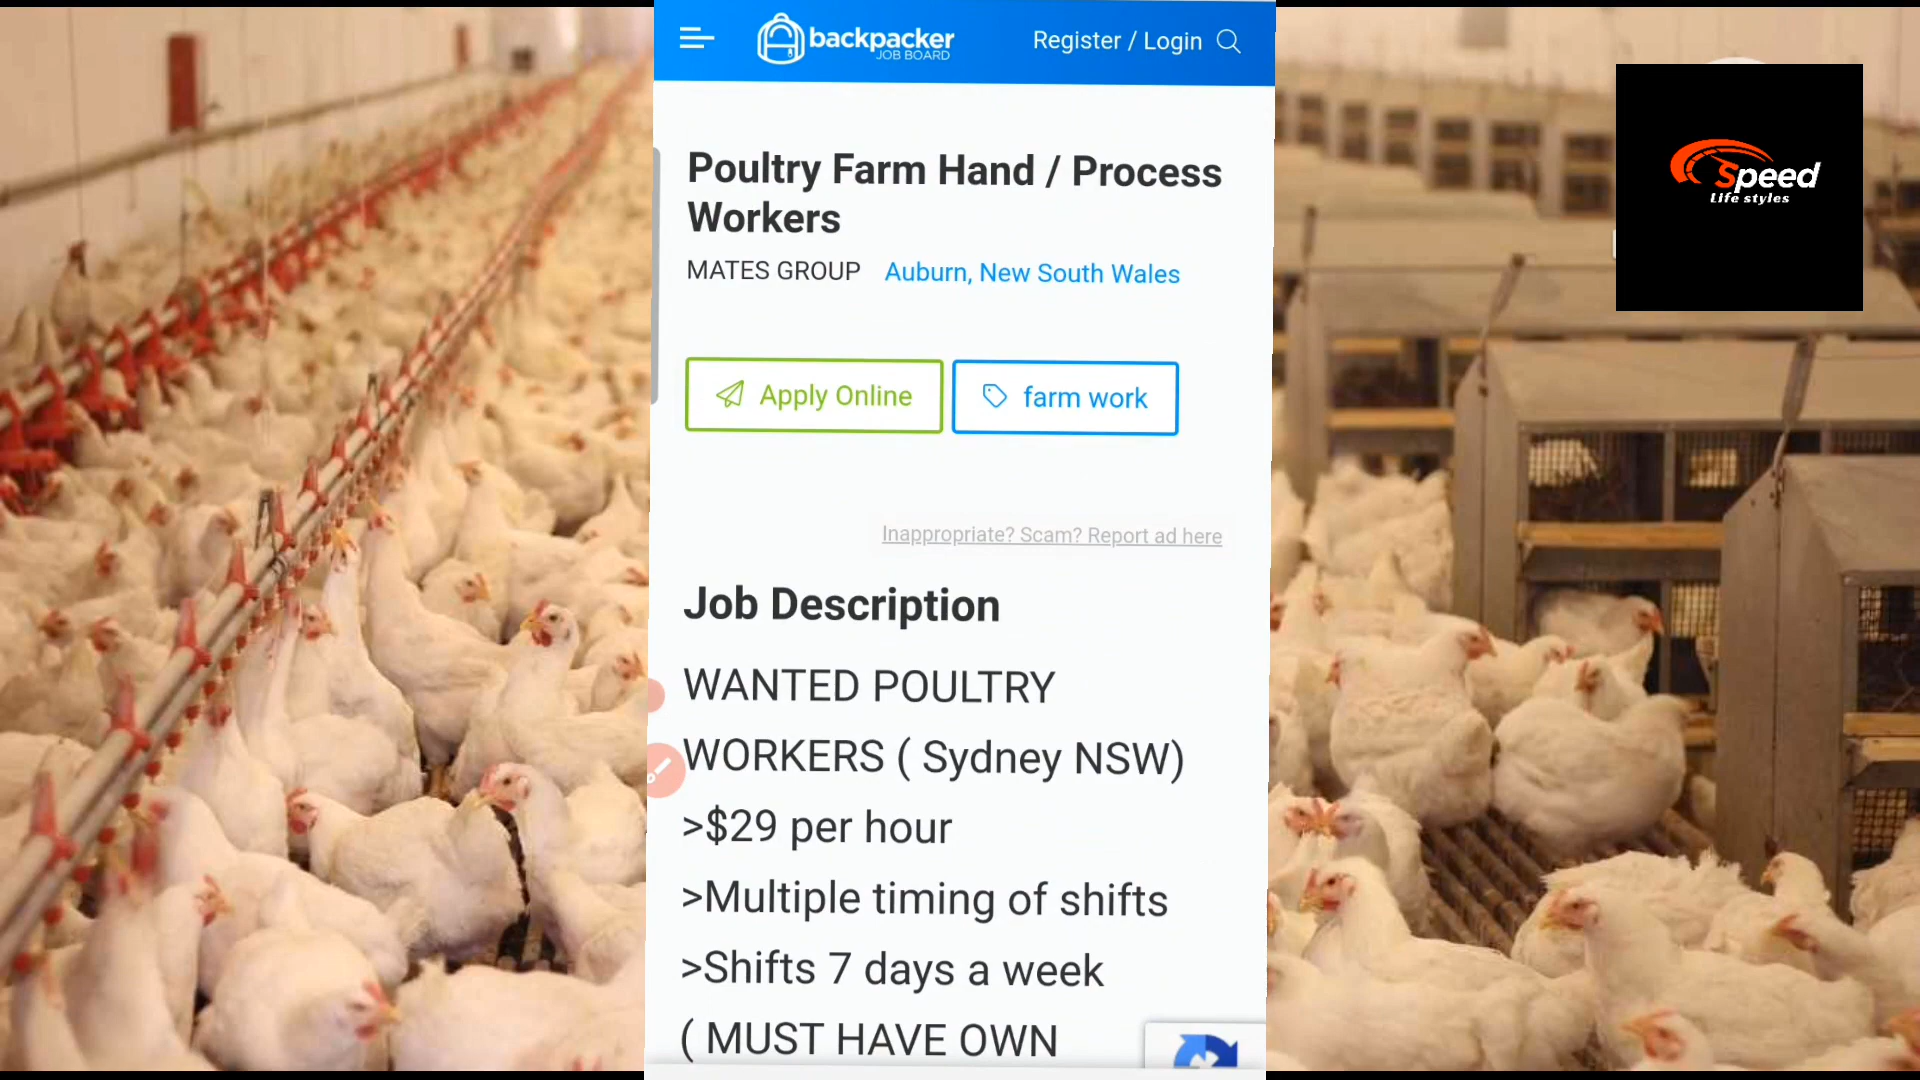 backpacker
JOB BOARD
Register / Login
Speed
Life styles
Poultry Farm Hand / Process
Workers
MATES GROUP Auburn, New South Wales
Apply Online
farm work
Inappropriate? Scam? Report ad here
Job Description
WANTED POULTRY
WORKERS ( Sydney NSW)
>$29 per hour
>Multiple timing of shifts
>Shifts 7 days a week
( MUST HAVE OWN